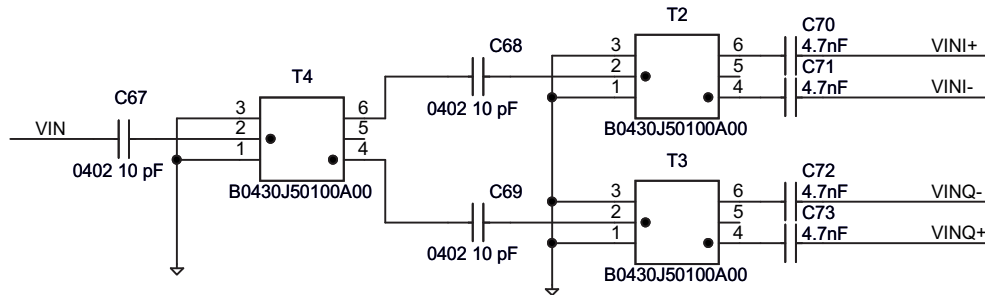 T2
C70
4.7nF
VINI+
C71
4.7nF
VINI-
3
2
1
6
5
4
B0430J50100A00
C68
0402 10 pF
T4
3
2
1
6
5
4
B0430J50100A00
C67
VIN
0402 10 pF
C69
0402 10 pF
T3
3
2
1
6
5
4
B0430J50100A00
C72
4.7nF
VINQ-
C73
4.7nF
VINQ+